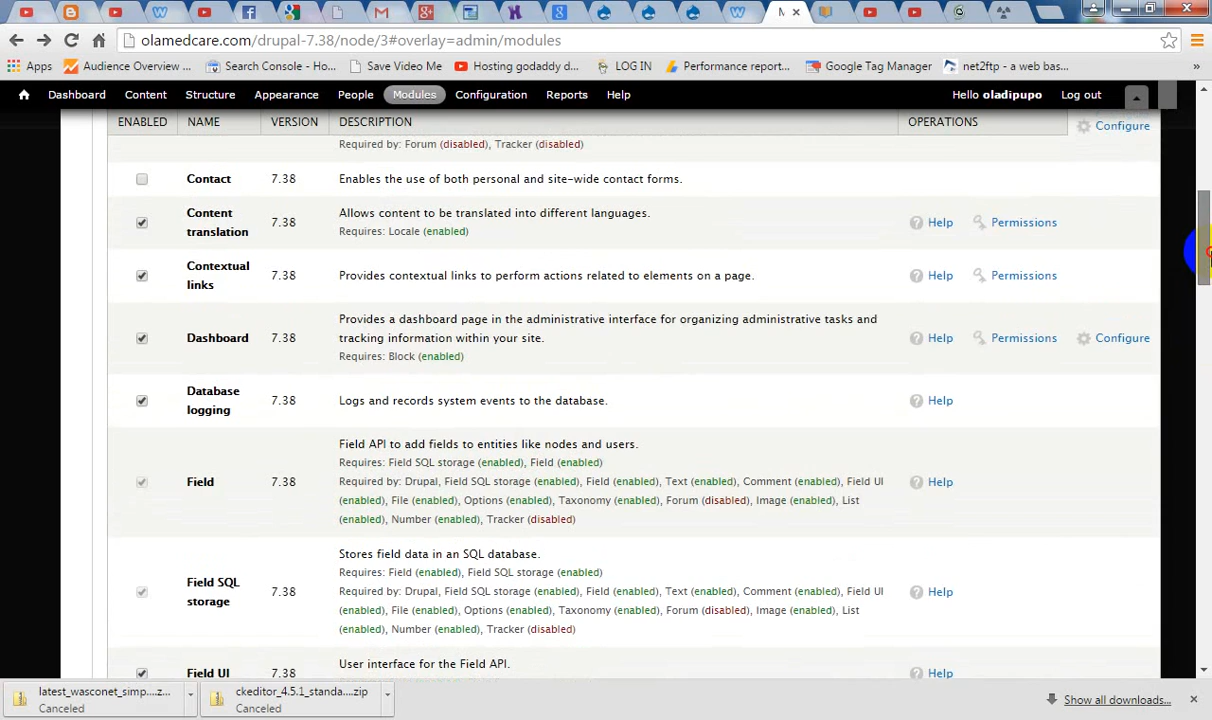 olamedcare.com/drupal-7.38/node/3#overlay=admin/modules
Apps Audience Overview ... Search Console - Ho... Save Video Me Hosting godaddy d... LOG IN Performance report... Google Tag Manager net2ftp - a web bas... »
Dashboard Content Structure Appearance People Modules Configuration Reports Help Hello oladipupo Log out
ENABLED NAME VERSION DESCRIPTION OPERATIONS
Configure
Required by: Forum (disabled), Tracker (disabled)
Contact 7.38 Enables the use of both personal and site-wide contact forms.
Content translation 7.38 Allows content to be translated into different languages. Help Permissions
Requires: Locale (enabled)
Contextual links 7.38 Provides contextual links to perform actions related to elements on a page. Help Permissions
Dashboard 7.38 Provides a dashboard page in the administrative interface for organizing administrative tasks and
tracking information within your site. Help Permissions Configure
Requires: Block (enabled)
Database logging 7.38 Logs and records system events to the database. Help
Field API to add fields to entities like nodes and users.
Requires: Field SQL storage (enabled), Field (enabled)
Field 7.38 Required by: Drupal, Field SQL storage (enabled), Field (enabled), Text (enabled), Comment (enabled), Field UI Help
(enabled), File (enabled), Options (enabled), Taxonomy (enabled), Forum (disabled), Image (enabled), List
(enabled), Number (enabled), Tracker (disabled)
Stores field data in an SQL database.
Requires: Field (enabled), Field SQL storage (enabled)
Field SQL storage 7.38 Required by: Drupal, Field SQL storage (enabled), Field (enabled), Text (enabled), Comment (enabled), Field UI Help
(enabled), File (enabled), Options (enabled), Taxonomy (enabled), Forum (disabled), Image (enabled), List
(enabled), Number (enabled), Tracker (disabled)
User interface for the Field API.
Field UI 7.38 Help
latest_wasconet_simp....z... ckeditor_4.5.1_standa....zip Show all downloads...
Canceled Canceled